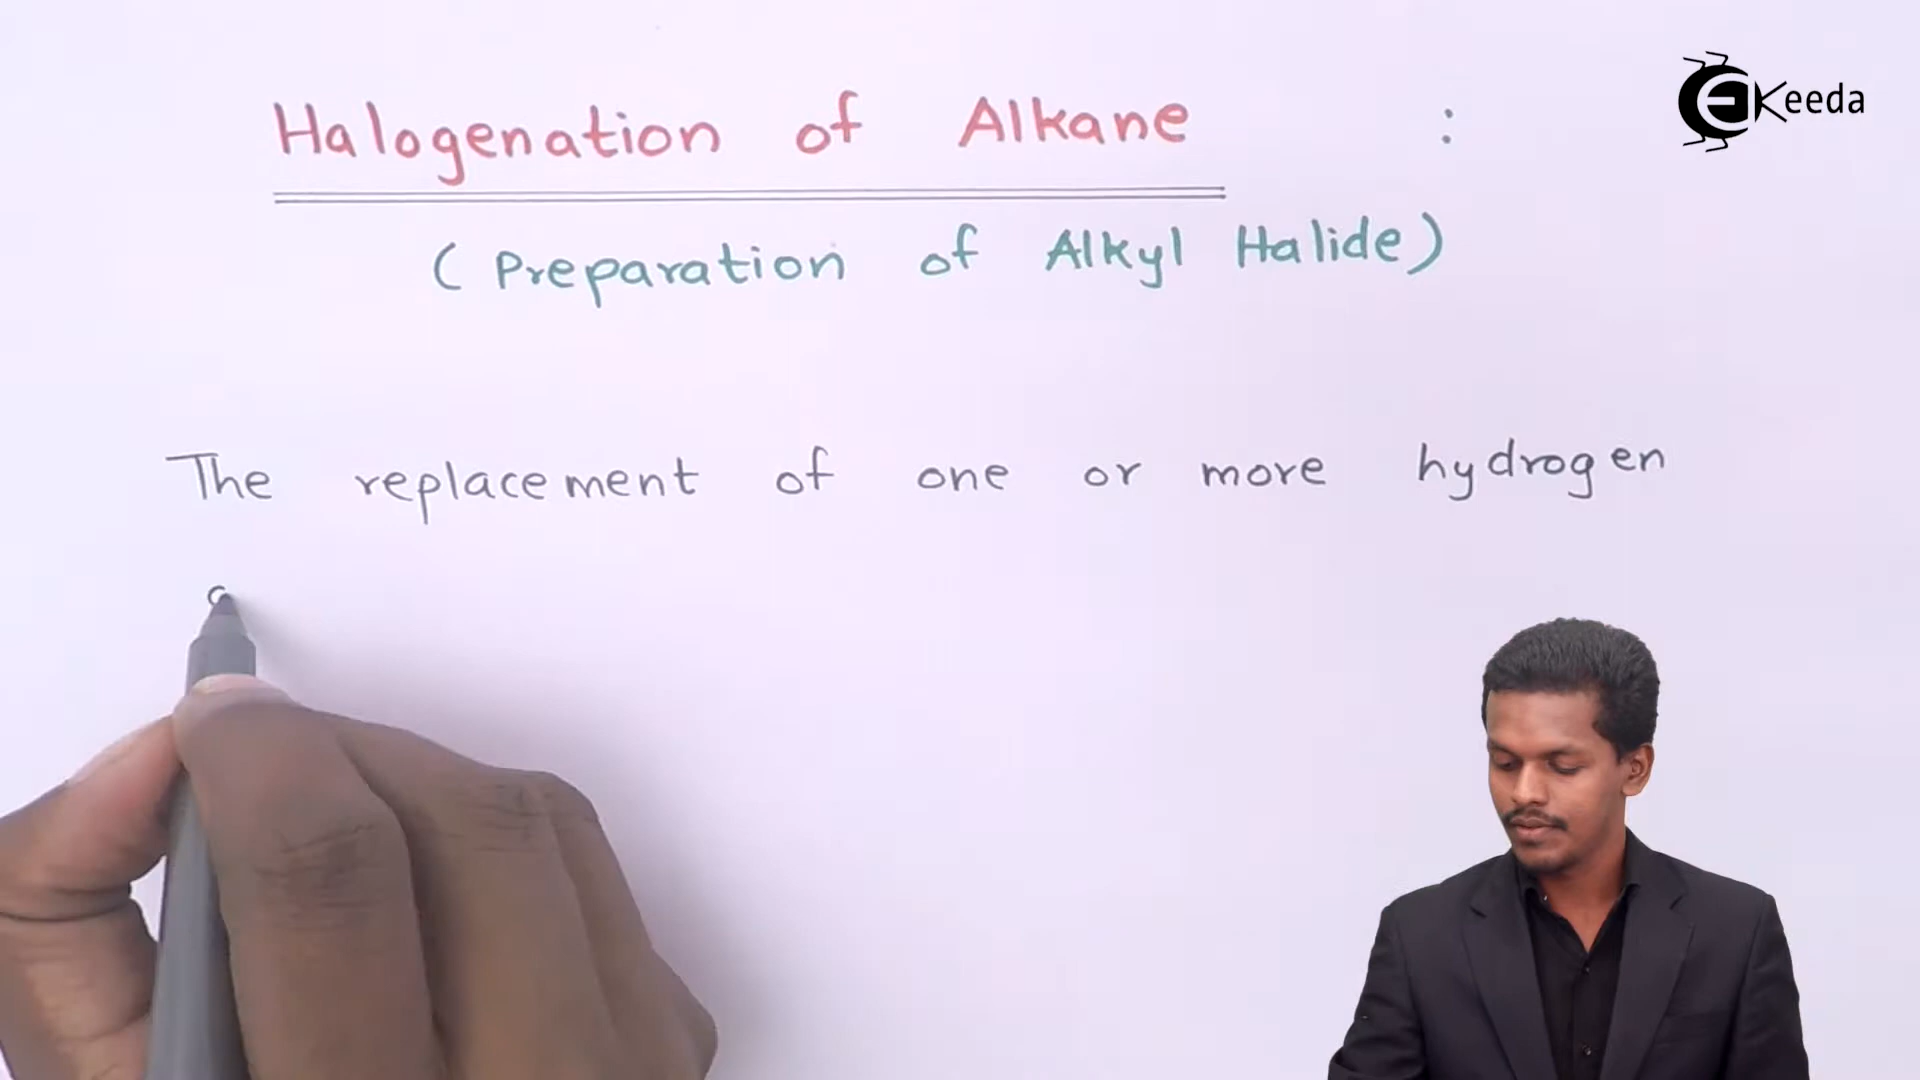 Halogenation of Alkane :
Keeda
(Preparation of Alkyl Halide)
The replacement of one or more hydrogen